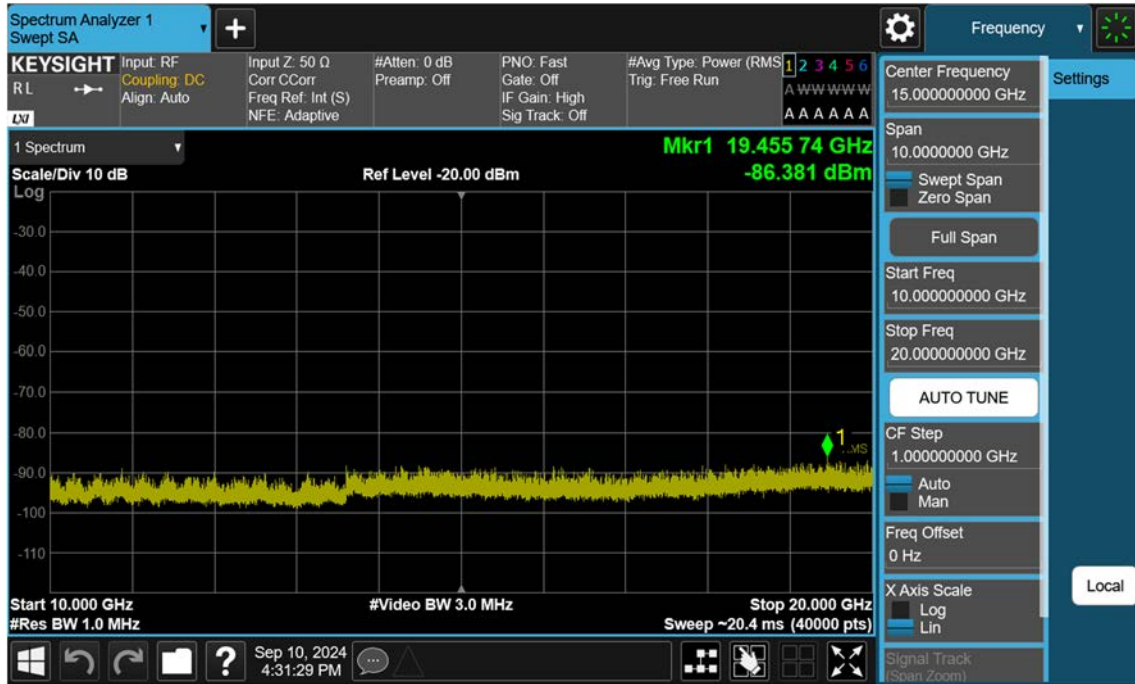 Spectrum Analyzer 1
Swept SA
Frequency
KEYSIGHT
R L
LXI
Input: RF
Coupling: DC
Align: Auto
Input Z: 50 Ω
Corr CCorr
Freq Ref: Int (S)
NFE: Adaptive
#Atten: 0 dB
Preamp: Off
PNO: Fast
Gate: Off
IF Gain: High
Sig Track: Off
#Avg Type: Power (RMS
Trig: Free Run
1 2 3 4 5 6
A W W W W W
A A A A A A
1 Spectrum
Scale/Div 10 dB
Ref Level -20.00 dBm
Mkr1 19.455 74 GHz
-86.381 dBm
Log
-30.0
-40.0
-50.0
-60.0
-70.0
-80.0
-90.0
-100
-110
1
Start 10.000 GHz
#Res BW 1.0 MHz
#Video BW 3.0 MHz
Stop 20.000 GHz
Sweep ~20.4 ms (40000 pts)
Center Frequency
15.000000000 GHz
Span
10.0000000 GHz
Swept Span
Zero Span
Full Span
Start Freq
10.000000000 GHz
Stop Freq
20.000000000 GHz
AUTO TUNE
CF Step
1.000000000 GHz
Auto
Man
Freq Offset
0 Hz
X Axis Scale
Log
Lin
Signal Track
(Span Zoom)
Settings
Local
?
Sep 10, 2024
4:31:29 PM